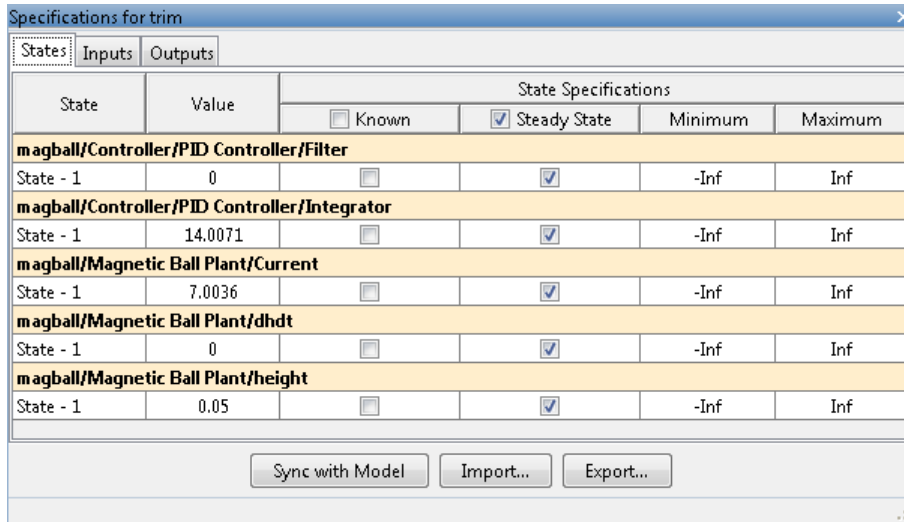 Specifications for trim
States Inputs Outputs
State Value State Specifications
Known Steady State Minimum Maximum
magball/Controller/PID Controller/Filter
State - 1 0 -Inf Inf
magball/Controller/PID Controller/Integrator
State - 1 14.0071 -Inf Inf
magball/Magnetic Ball Plant/Current
State - 1 7.0036 -Inf Inf
magball/Magnetic Ball Plant/dhdt
State - 1 0 -Inf Inf
magball/Magnetic Ball Plant/height
State - 1 0.05 -Inf Inf
Sync with Model Import... Export...